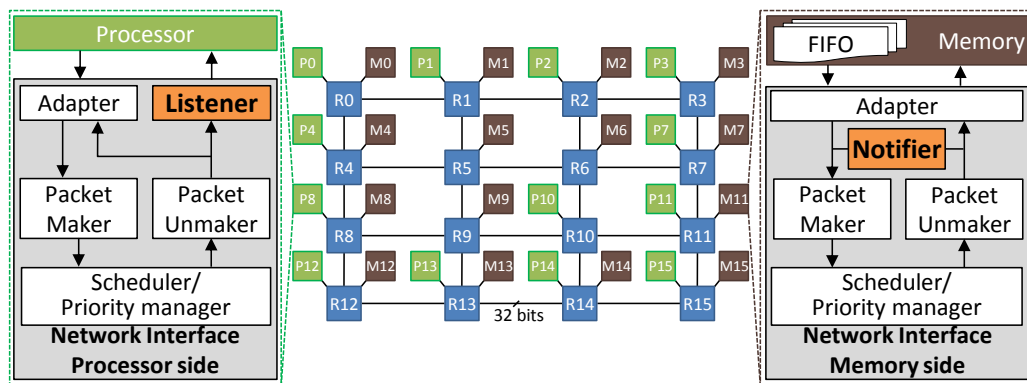 Processor
Adapter
Listener
Packet
Maker
Packet
Unmaker
Scheduler/
Priority manager
Network Interface
Processor side
P0 M0 P1 M1 P2 M2 P3 M3
R0 R1 R2 R3
P4 M4 M5 M6 P7 M7
R4 R5 R6 R7
P8 M8 M9 P10 P11 M11
R8 R9 R10 R11
P12 M12 P13 M13 P14 M14 P15 M15
R12 R13 R14 R15
32 bits
FIFO
Memory
Adapter
Notifier
Packet
Maker
Packet
Unmaker
Scheduler/
Priority manager
Network Interface
Memory side